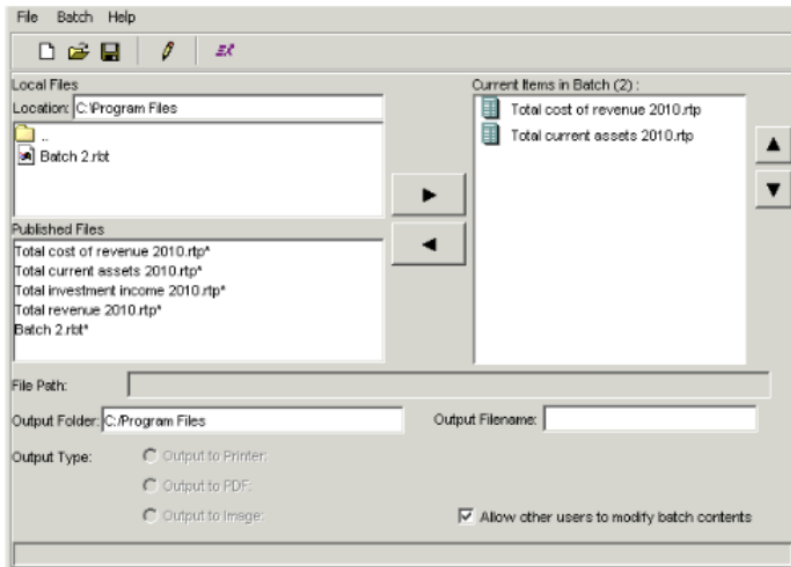 File Batch Help
Local Files
Location: C:\Program Files
..
Batch 2.rbt
Published Files
Total cost of revenue 2010.rtp*
Total current assets 2010.rtp*
Total investment income 2010.rtp*
Total revenue 2010.rtp*
Batch 2.rbt*
Current Items in Batch (2) :
Total cost of revenue 2010.rtp
Total current assets 2010.rtp
File Path:
Output Folder: C:/Program Files
Output Filename:
Output Type:
Output to Printer:
Output to PDF:
Output to Image:
Allow other users to modify batch contents